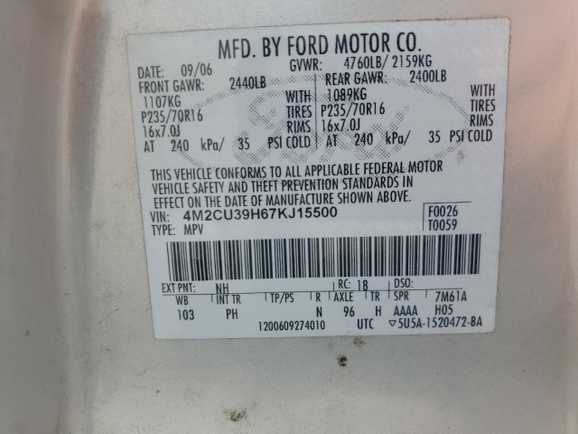 MFD. BY FORD MOTOR CO.
DATE: 09/06 GVWR: 4760LB/ 2159KG
FRONT GAWR: 2440LB REAR GAWR: 2400LB
1107KG WITH 1089KG WITH
P235/70R16 TIRES P235/70R16 TIRES
16x7.0J RIMS 16x7.0J RIMS
AT 240 kPa/ 35 PSI COLD AT 240 kPa/ 35 PSI COLD
THIS VEHICLE CONFORMS TO ALL APPLICABLE FEDERAL MOTOR
VEHICLE SAFETY AND THEFT PREVENTION STANDARDS IN
EFFECT ON THE DATE OF MANUFACTURE SHOWN ABOVE.
VIN: 4M2CU39H67KJ15500 F0026
TYPE: MPV T0059
EXT PNT: NH RC: 18 DSO:
WB INT TR TP/PS R AXLE TR SPR 7M61A
103 PH N 96 H AAAA H05
1200609274010 UTC ▽5U5A-1520472-BA